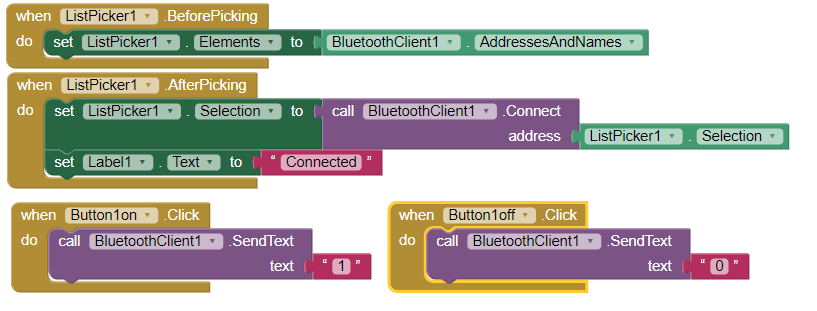 when ListPicker1 .BeforePicking
do set ListPicker1 . Elements to BluetoothClient1 . AddressesAndNames
when ListPicker1 .AfterPicking
do set ListPicker1 . Selection to call BluetoothClient1 .Connect
address ListPicker1 . Selection
set Label1 . Text to “ Connected ”
when Button1on .Click
do call BluetoothClient1 .SendText
text “ 1 ”
when Button1off .Click
do call BluetoothClient1 .SendText
text “ 0 ”